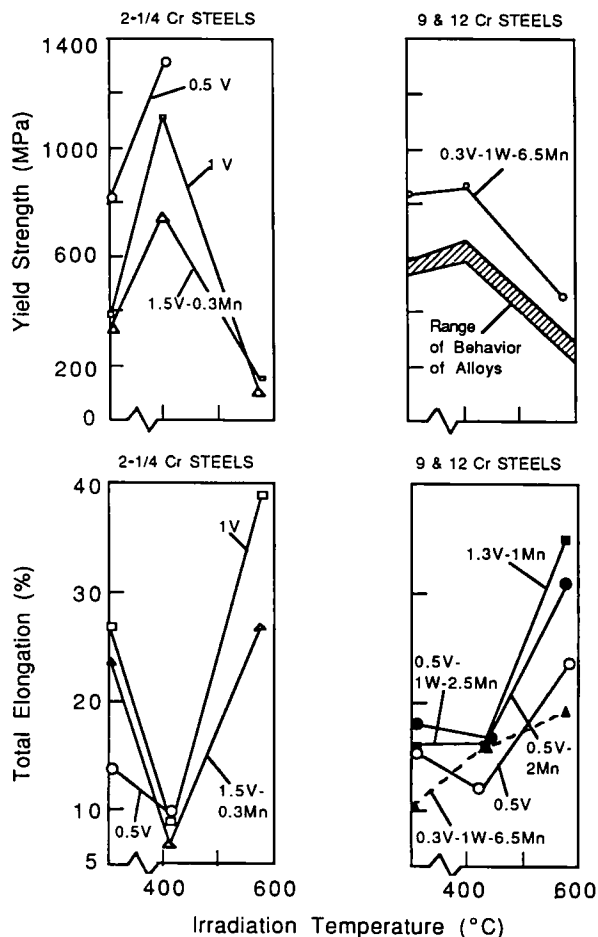 2-1/4 Cr STEELS
9 & 12 Cr STEELS
Yield Strength (MPa)
1400
1000
600
200
0
0.5 V
1 V
1.5V-0.3Mn
0.3V-1W-6.5Mn
Range
of Behavior
of Alloys
2-1/4 Cr STEELS
9 & 12 Cr STEELS
Total Elongation (%)
40
30
20
10
5
1V
1.5V-
0.3Mn
0.5V
400
600
1.3V-1Mn
0.5V-
1W-2.5Mn
0.5V-
2Mn
0.5V
0.3V-1W-6.5Mn
400
600
Irradiation Temperature (°C)